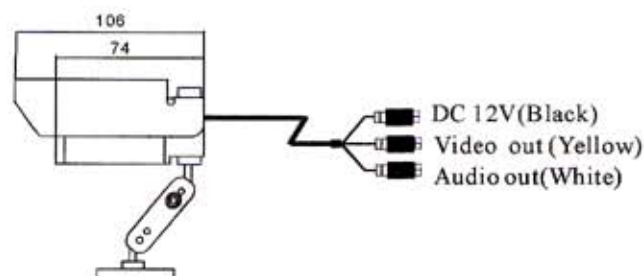 106
74
DC 12V(Black)
Video out (Yellow)
Audio out(White)